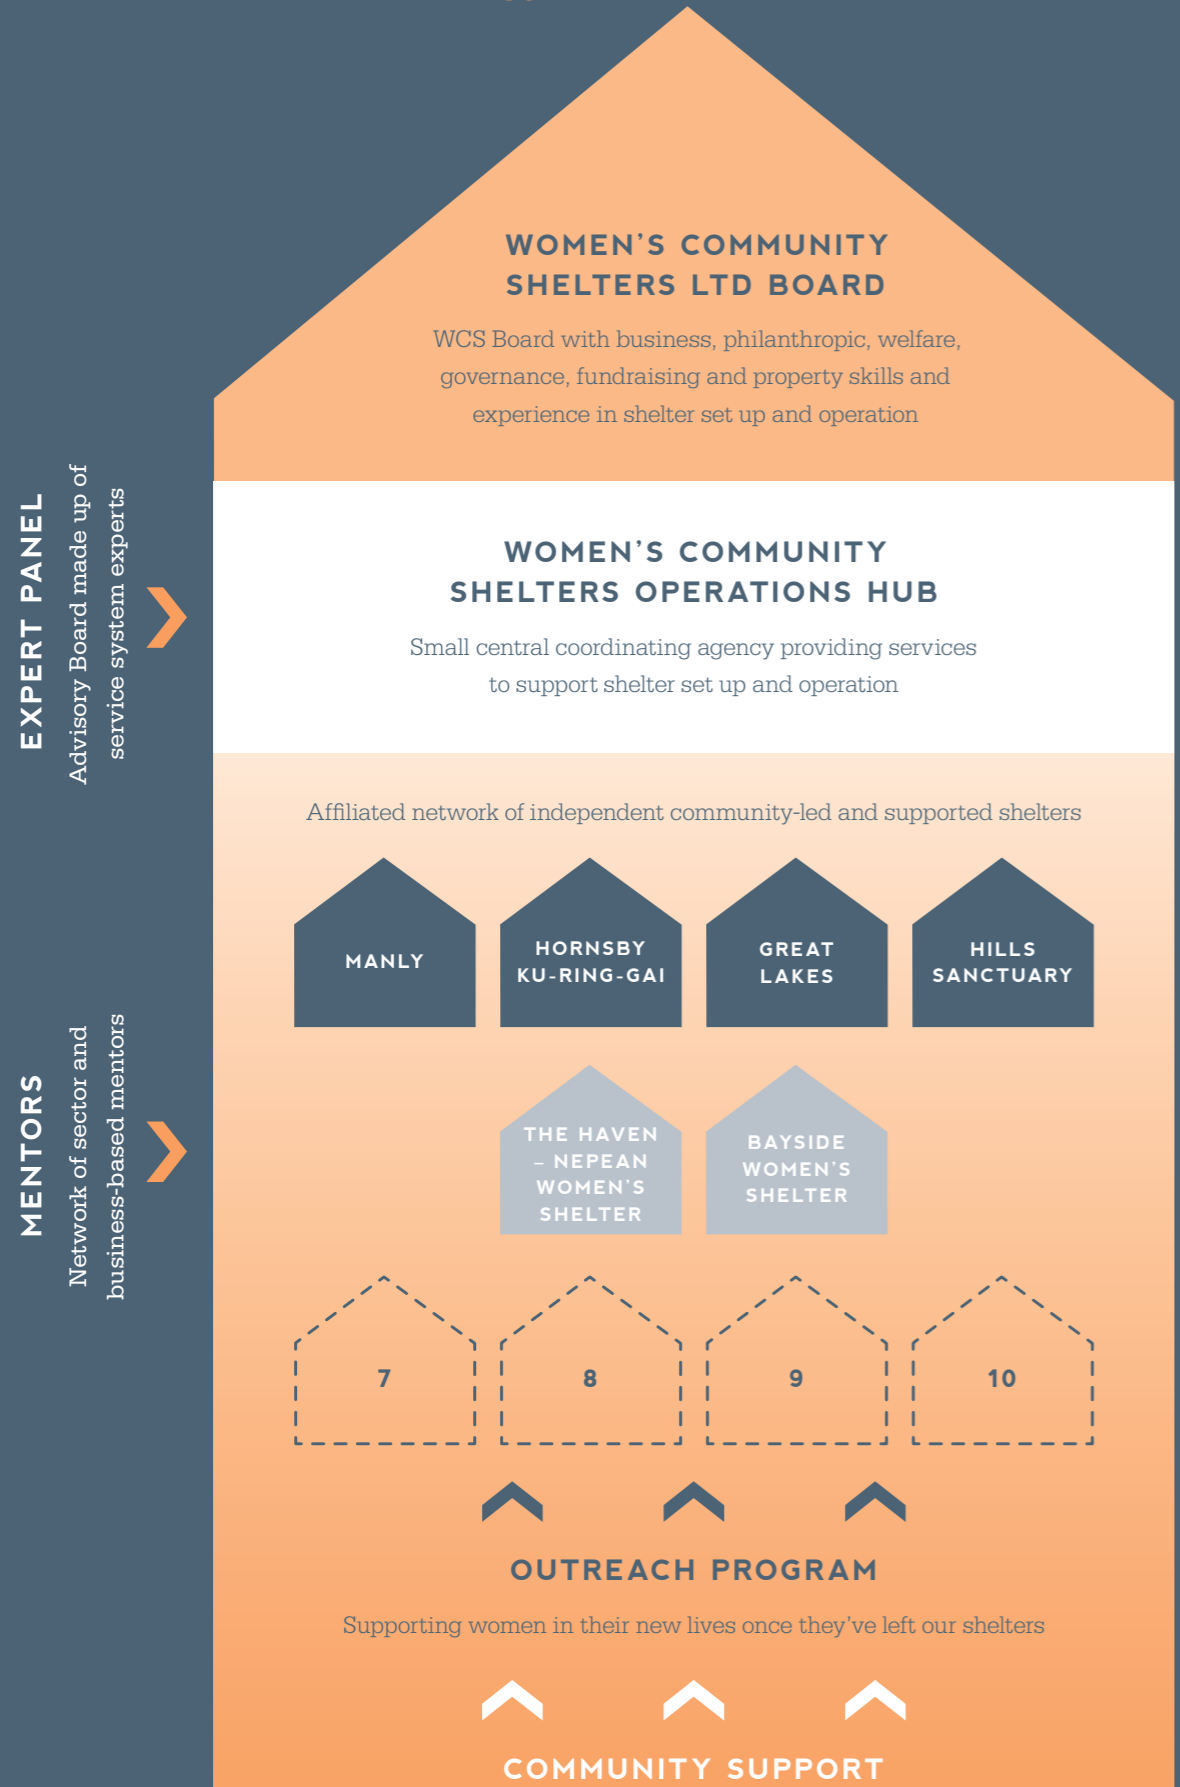 WOMEN'S COMMUNITY
SHELTERS LTD BOARD
WCS Board with business, philanthropic, welfare,
governance, fundraising and property skills and
experience in shelter set up and operation
EXPERT PANEL
Advisory Board made up of
service system experts
WOMEN'S COMMUNITY
SHELTERS OPERATIONS HUB
Small central coordinating agency providing services
to support shelter set up and operation
Affiliated network of independent community-led and supported shelters
MANLY
HORNSBY
KU-RING-GAI
GREAT
LAKES
HILLS
SANCTUARY
MENTORS
Network of sector and
business-based mentors
THE HAVEN
– NEPEAN
WOMEN'S
SHELTER
BAYSIDE
WOMEN'S
SHELTER
7
8
9
10
OUTREACH PROGRAM
Supporting women in their new lives once they've left our shelters
COMMUNITY SUPPORT